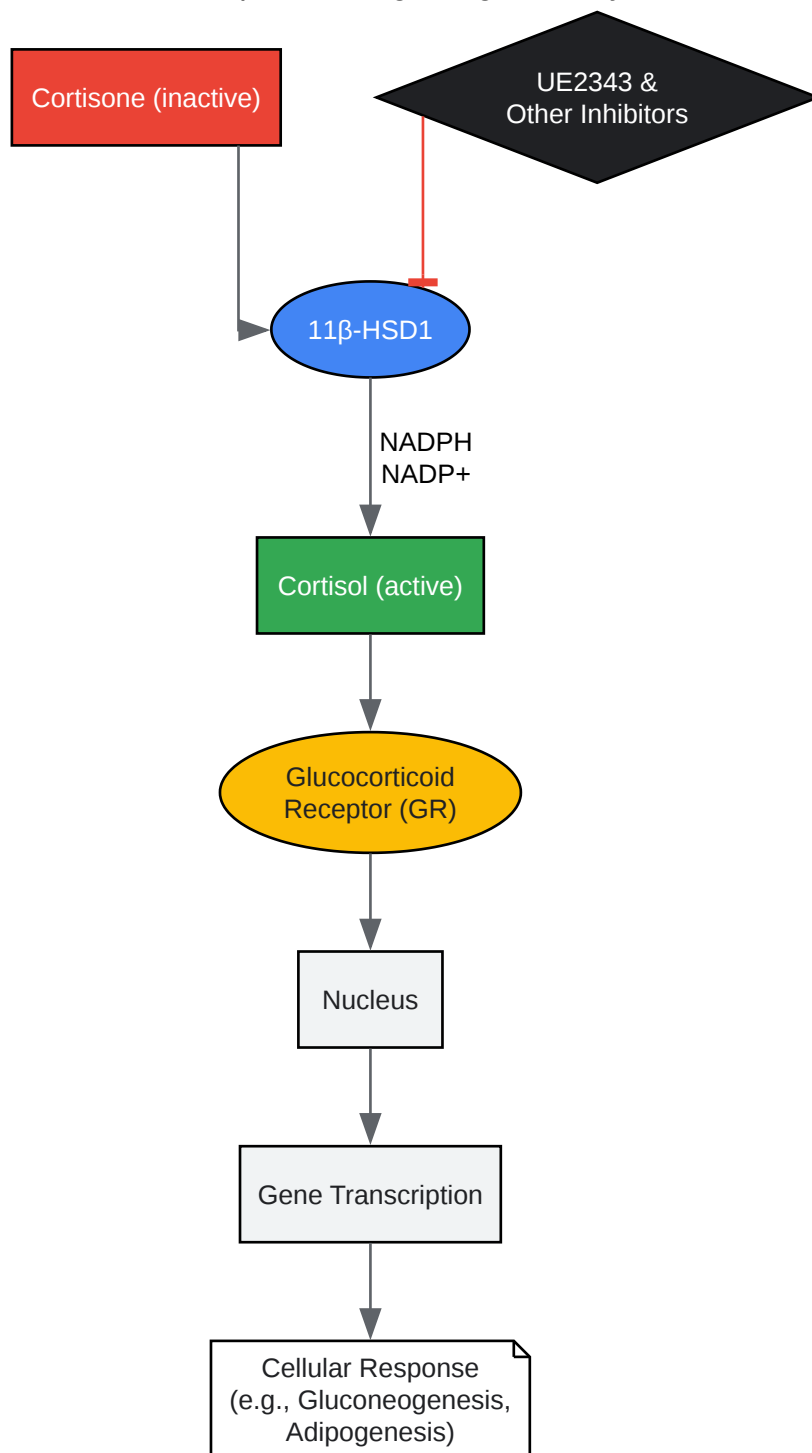 Cortisone (inactive)
UE2343 &
Other Inhibitors
11β-HSD1
NADPH
NADP+
Cortisol (active)
Glucocorticoid
Receptor (GR)
Nucleus
Gene Transcription
Cellular Response
(e.g., Gluconeogenesis,
Adipogenesis)